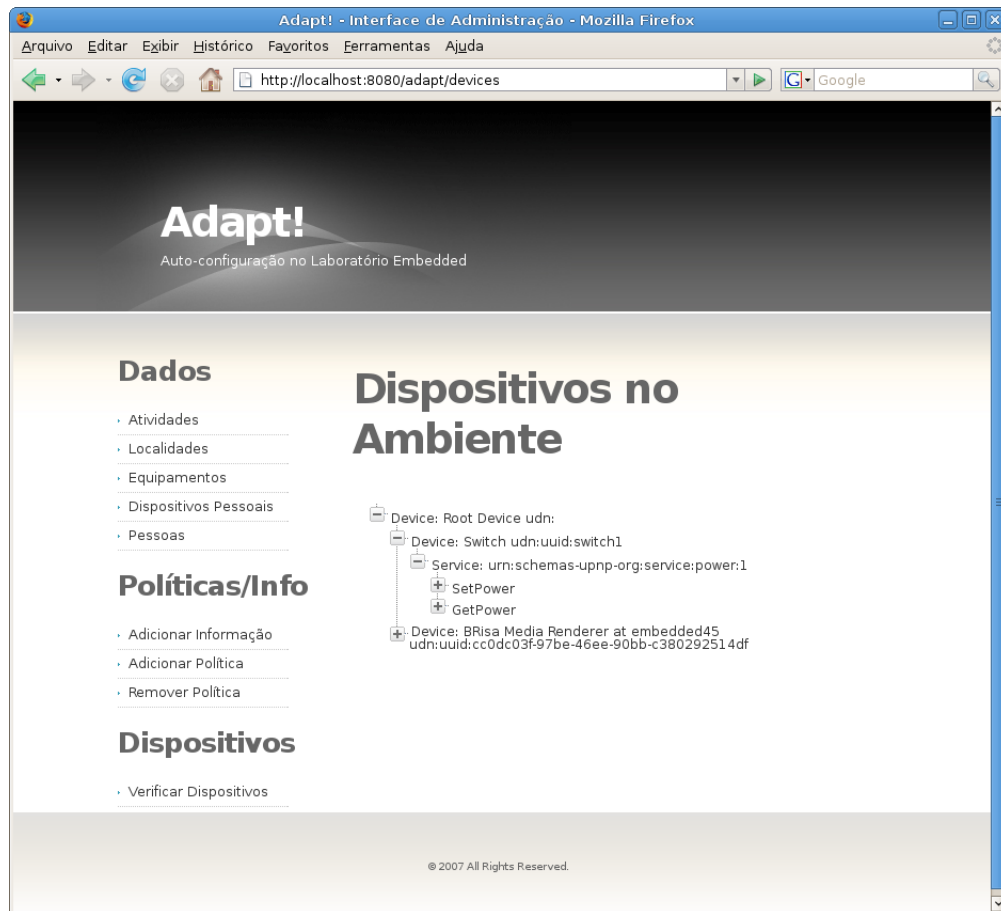 Adapt! - Interface de Administração - Mozilla Firefox
Arquivo Editar Exibir Histórico Favoritos Ferramentas Ajuda
http://localhost:8080/adapt/devices
G Google
Adapt!
Auto-configuração no Laboratório Embedded
Dados
Atividades
Localidades
Equipamentos
Dispositivos Pessoais
Pessoas
Políticas/Info
Adicionar Informação
Adicionar Política
Remover Política
Dispositivos
Verificar Dispositivos
Dispositivos no
Ambiente
Device: Root Device udn:
Device: Switch udn:uuid:switch1
Service: urn:schemas-upnp-org:service:power:1
SetPower
GetPower
Device: BRisa Media Renderer at embedded45
udn:uuid:cc0dc03f-97be-46ee-90bb-c380292514df
© 2007 All Rights Reserved.